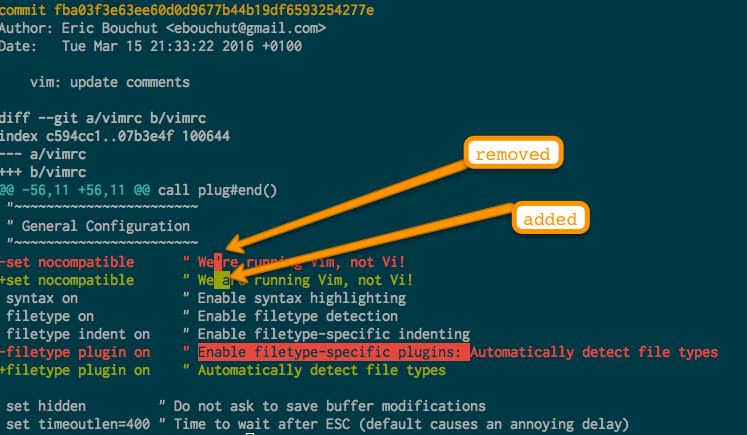 commit fba03f3e63ee60d0d9677b44b19df6593254277e
Author: Eric Bouchut <ebouchut@gmail.com>
Date:   Tue Mar 15 21:33:22 2016 +0100
    vim: update comments
diff --git a/vimrc b/vimrc
index c594cc1..07b3e4f 100644
--- a/vimrc
+++ b/vimrc
removed
@@ -56,11 +56,11 @@ call plug#end()
 "~~~~~~~~~~~~~~~~~~~~~~~
added
 " General Configuration
 "~~~~~~~~~~~~~~~~~~~~~~~
-set nocompatible      " We're running Vim, not Vi!
+set nocompatible      " We are running Vim, not Vi!
 syntax on             " Enable syntax highlighting
 filetype on           " Enable filetype detection
 filetype indent on    " Enable filetype-specific indenting
-filetype plugin on    " Enable filetype-specific plugins: Automatically detect file types
+filetype plugin on    " Automatically detect file types
 set hidden         " Do not ask to save buffer modifications
 set timeoutlen=400 " Time to wait after ESC (default causes an annoying delay)